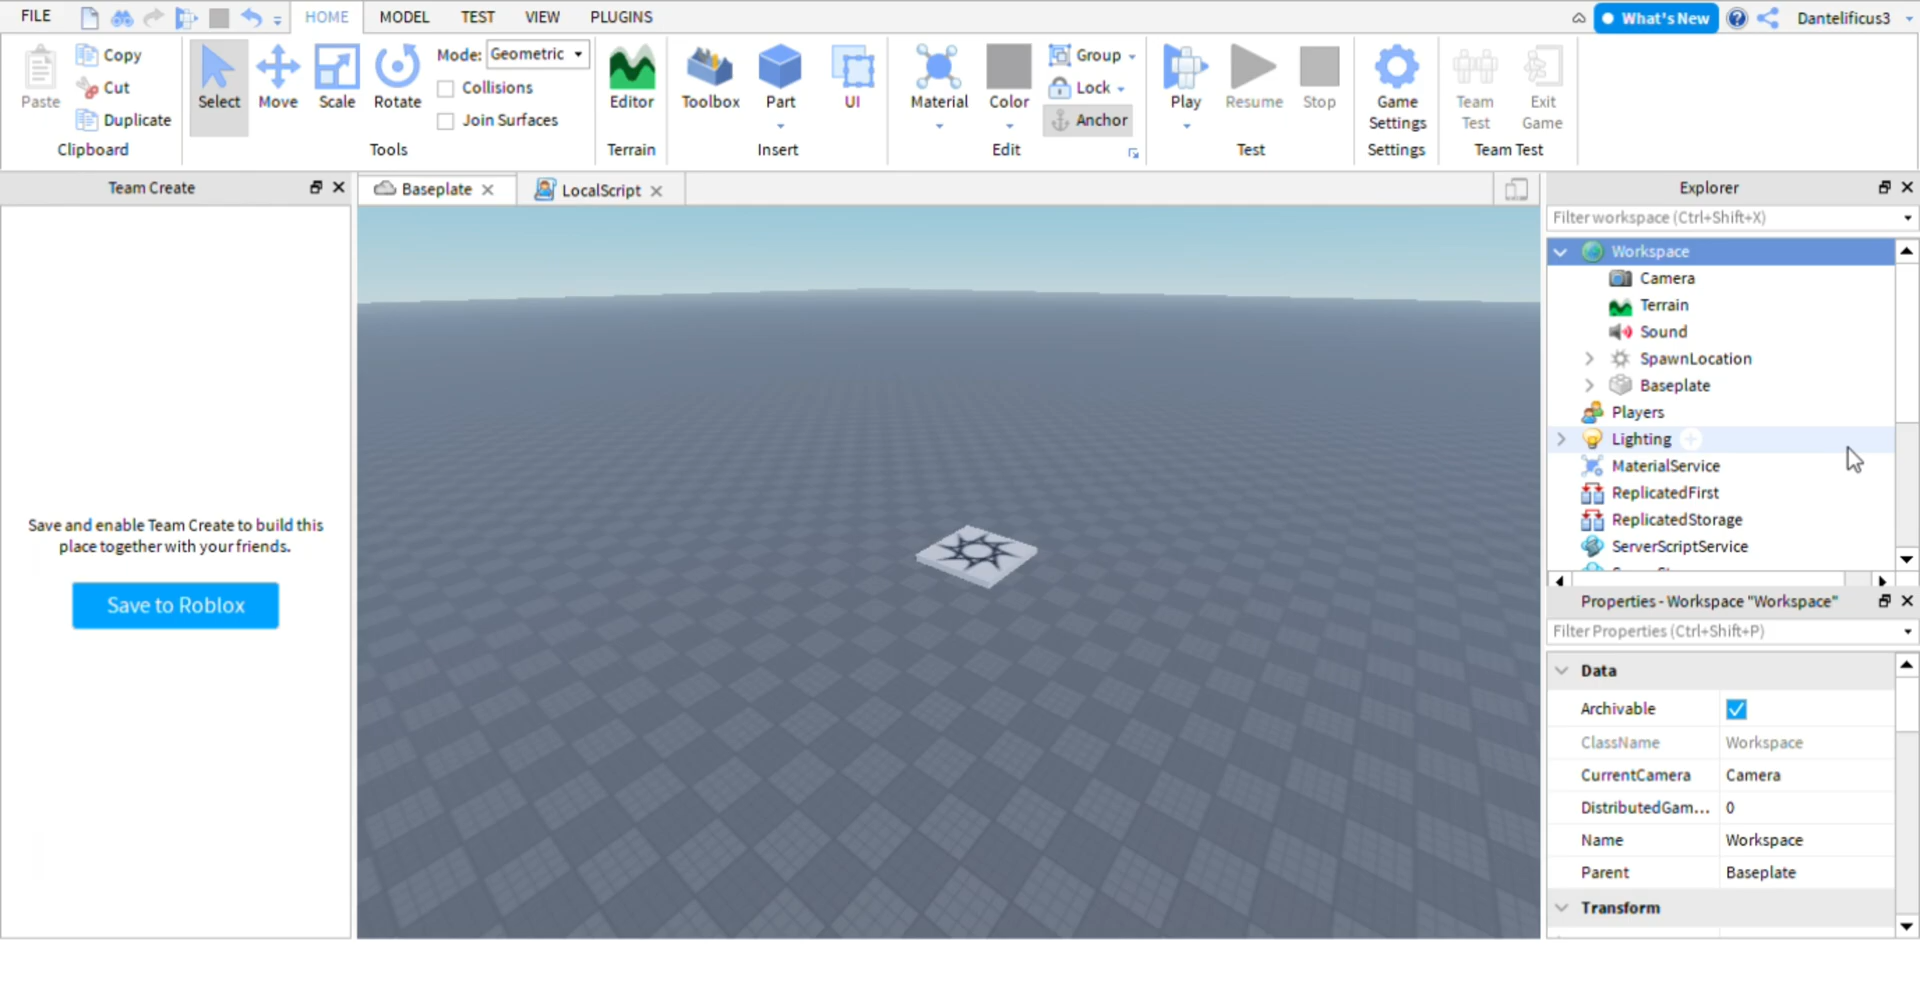 FILE HOME MODEL TEST VIEW PLUGINS What's New Dantelificus3
Paste
Copy
Cut
Duplicate
Clipboard
Select Move Scale Rotate
Mode: Geometric
Collisions
Join Surfaces
Tools
Editor
Terrain
Toolbox Part UI
Insert
Material Color
Group
Lock
Anchor
Edit
Play Resume Stop
Test
Game
Settings
Settings
Team
Test
Exit
Game
Team Test
Team Create
Save and enable Team Create to build this
place together with your friends.
Save to Roblox
Baseplate LocalScript
Explorer
Filter workspace (Ctrl+Shift+X)
Workspace
Camera
Terrain
Sound
SpawnLocation
Baseplate
Players
Lighting
MaterialService
ReplicatedFirst
ReplicatedStorage
ServerScriptService
Properties - Workspace "Workspace"
Filter Properties (Ctrl+Shift+P)
Data
Archivable
ClassName Workspace
CurrentCamera Camera
DistributedGam... 0
Name Workspace
Parent Baseplate
Transform